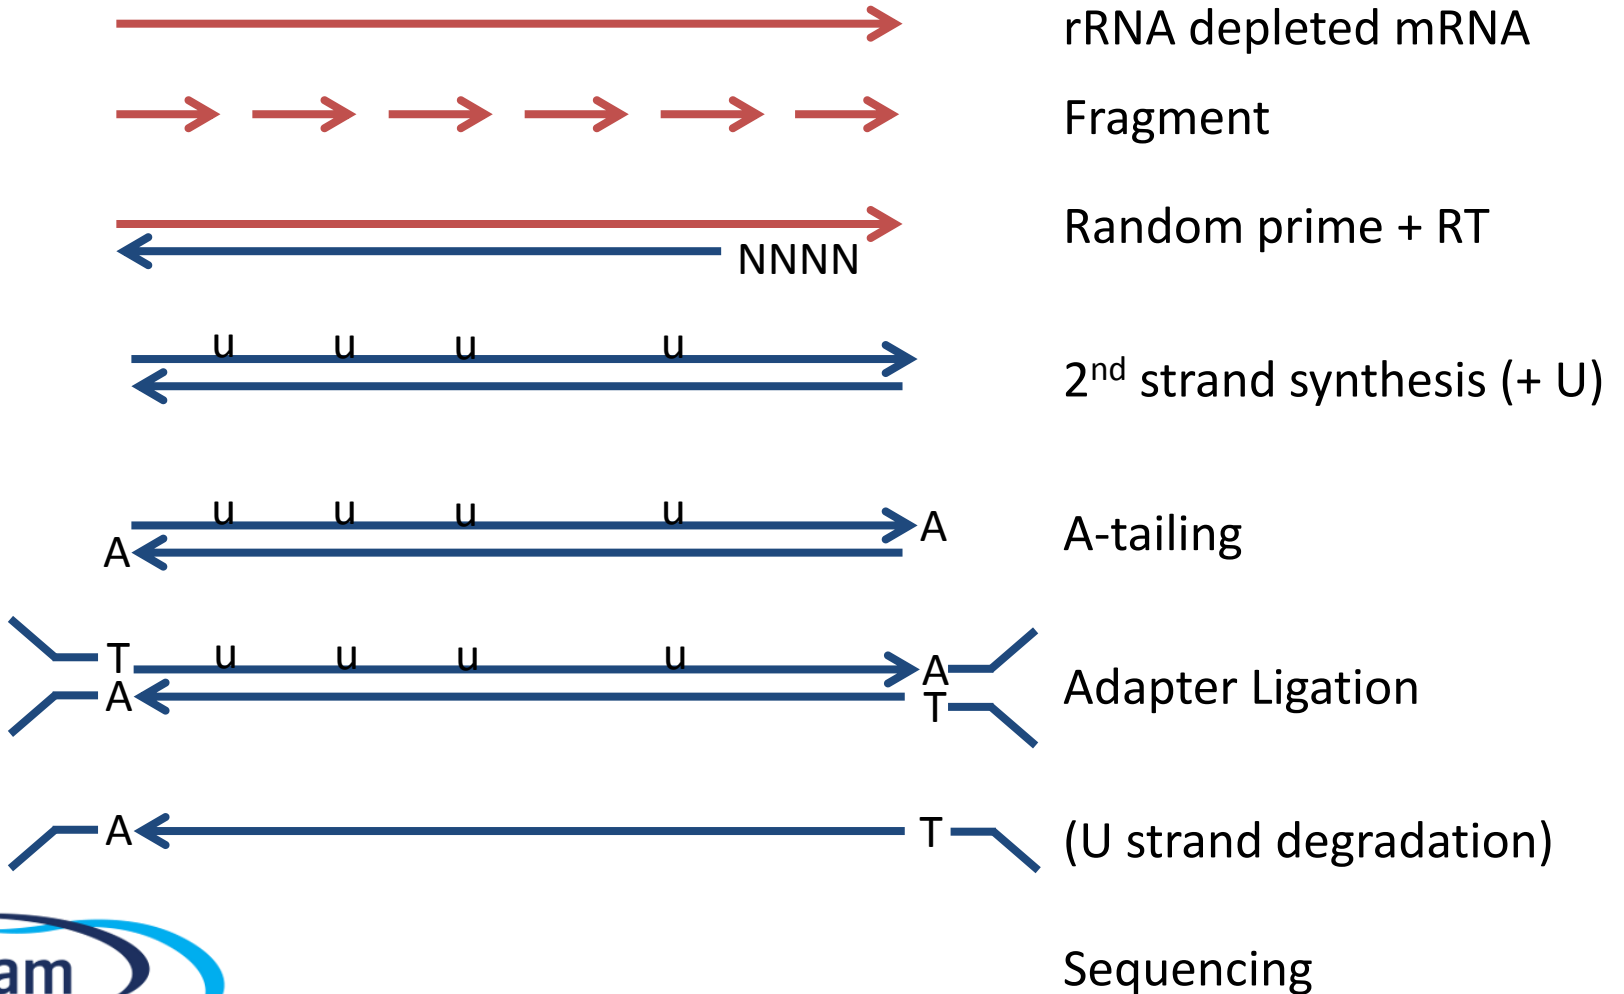 rRNA depleted mRNA
Fragment
Random prime + RT
NNNN
u u u u
2nd strand synthesis (+ U)
u u u u
A A
A-tailing
T u u u u A
A T
Adapter Ligation
A T
(U strand degradation)
am
Sequencing